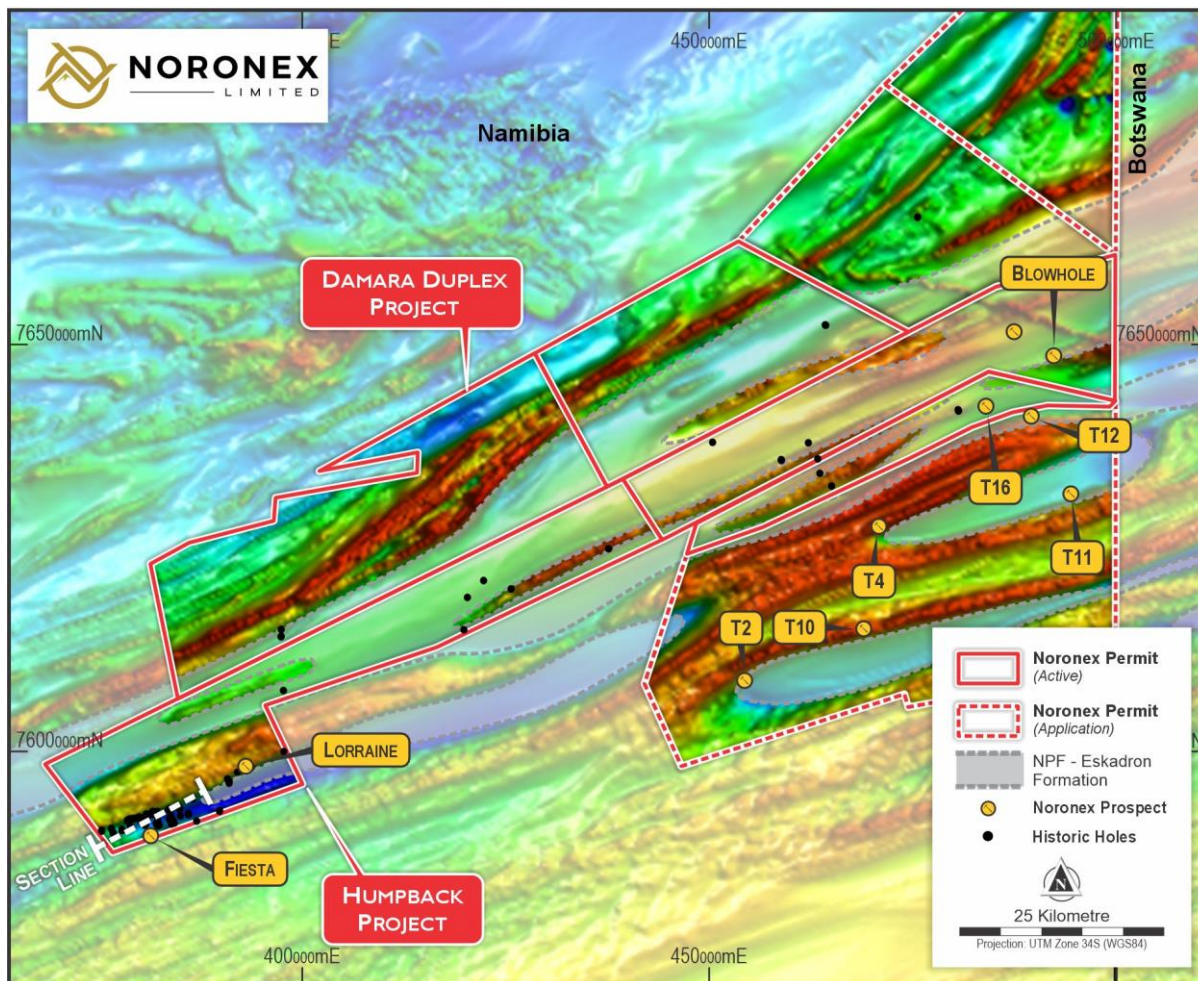 NORONEX
LIMITED
E
450000mE
500000mE
Namibia
Botswana
DAMARA DUPLEX
PROJECT
BLOWHOLE
7650000mN
7650000mN
T12
T16
T11
T4
T2
T10
7600000mN
N
LORRAINE
SECTION
LINE
FIESTA
HUMPBACK
PROJECT
400000mE
450000mE
Noronex Permit
(Active)
Noronex Permit
(Application)
NPF - Eskadron
Formation
Noronex Prospect
Historic Holes
N
25 Kilometre
Projection: UTM Zone 34S (WGS84)